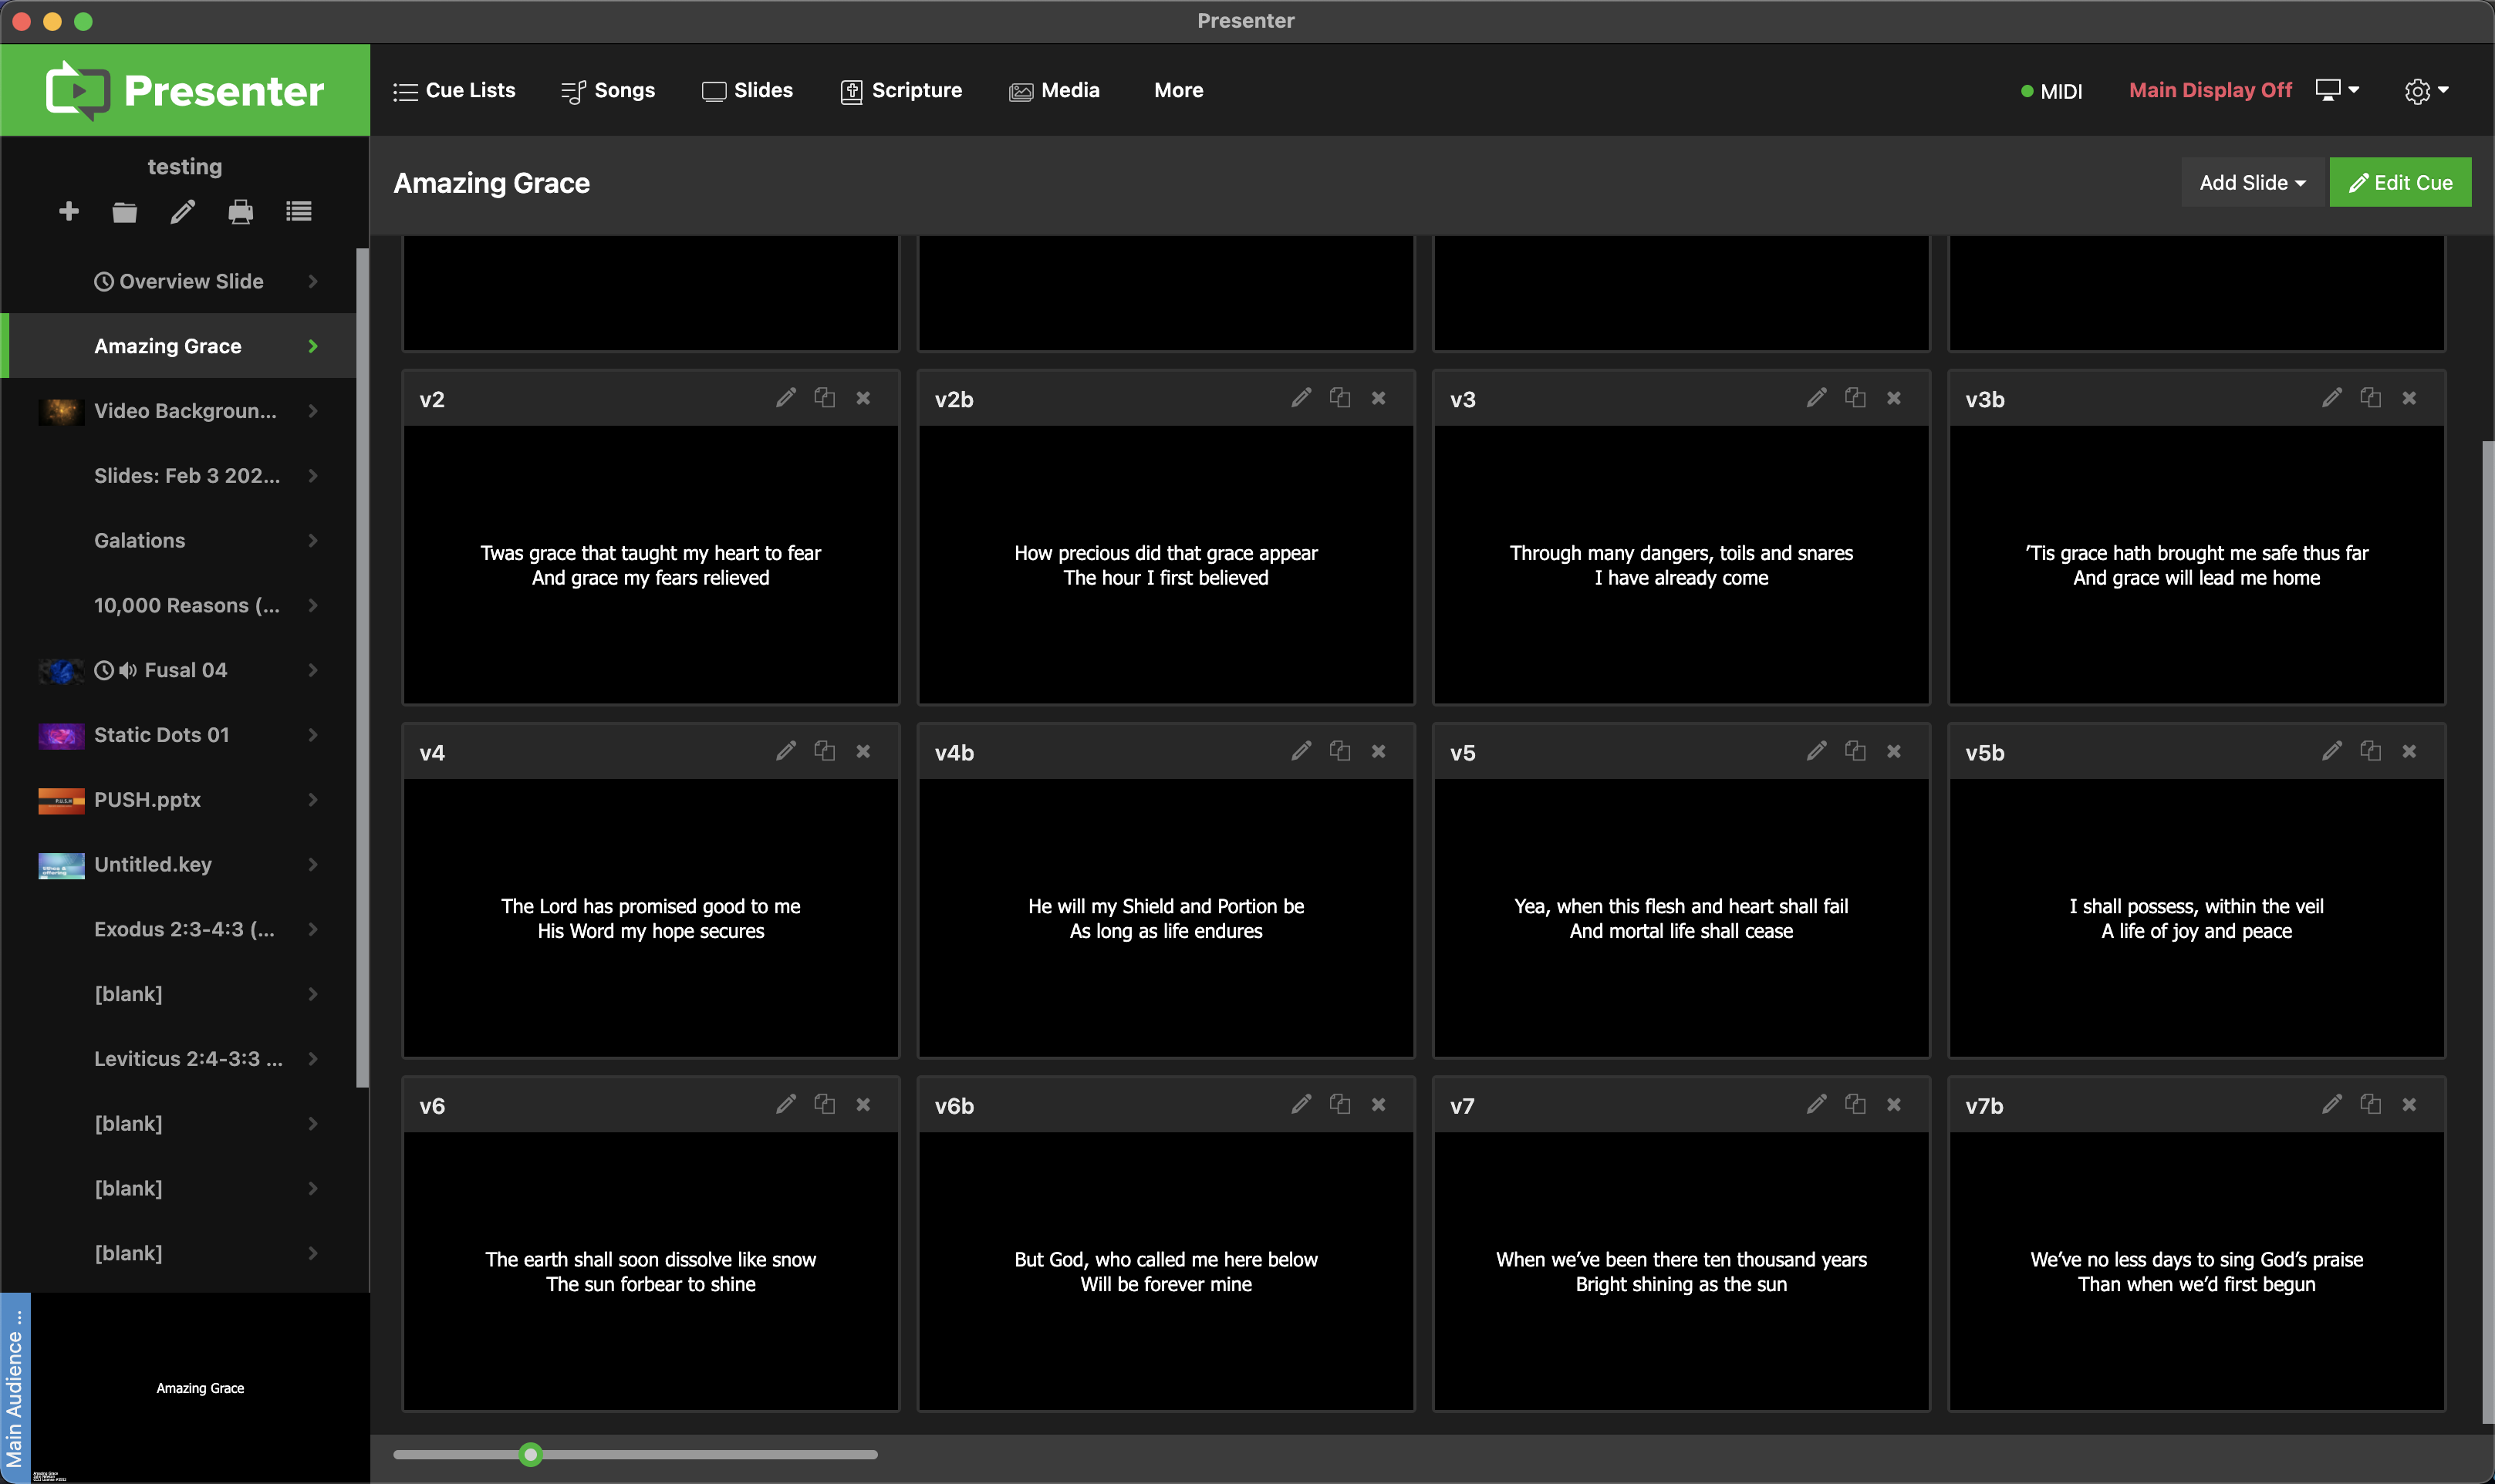 Presenter
Presenter
Cue Lists
Songs
Slides
Scripture
Media
More
MIDI
Main Display Off
testing
Amazing Grace
Add Slide
Edit Cue
Overview Slide
Amazing Grace
Video Backgroun...
Slides: Feb 3 202...
Galations
10,000 Reasons (...
Fusal 04
Static Dots 01
PUSH.pptx
Untitled.key
Exodus 2:3-4:3 (...
[blank]
Leviticus 2:4-3:3 ...
[blank]
[blank]
[blank]
Main Audience ...
Amazing Grace
v2
Twas grace that taught my heart to fear
And grace my fears relieved
v2b
How precious did that grace appear
The hour I first believed
v3
Through many dangers, toils and snares
I have already come
v3b
’Tis grace hath brought me safe thus far
And grace will lead me home
v4
The Lord has promised good to me
His Word my hope secures
v4b
He will my Shield and Portion be
As long as life endures
v5
Yea, when this flesh and heart shall fail
And mortal life shall cease
v5b
I shall possess, within the veil
A life of joy and peace
v6
The earth shall soon dissolve like snow
The sun forbear to shine
v6b
But God, who called me here below
Will be forever mine
v7
When we’ve been there ten thousand years
Bright shining as the sun
v7b
We’ve no less days to sing God’s praise
Than when we’d first begun